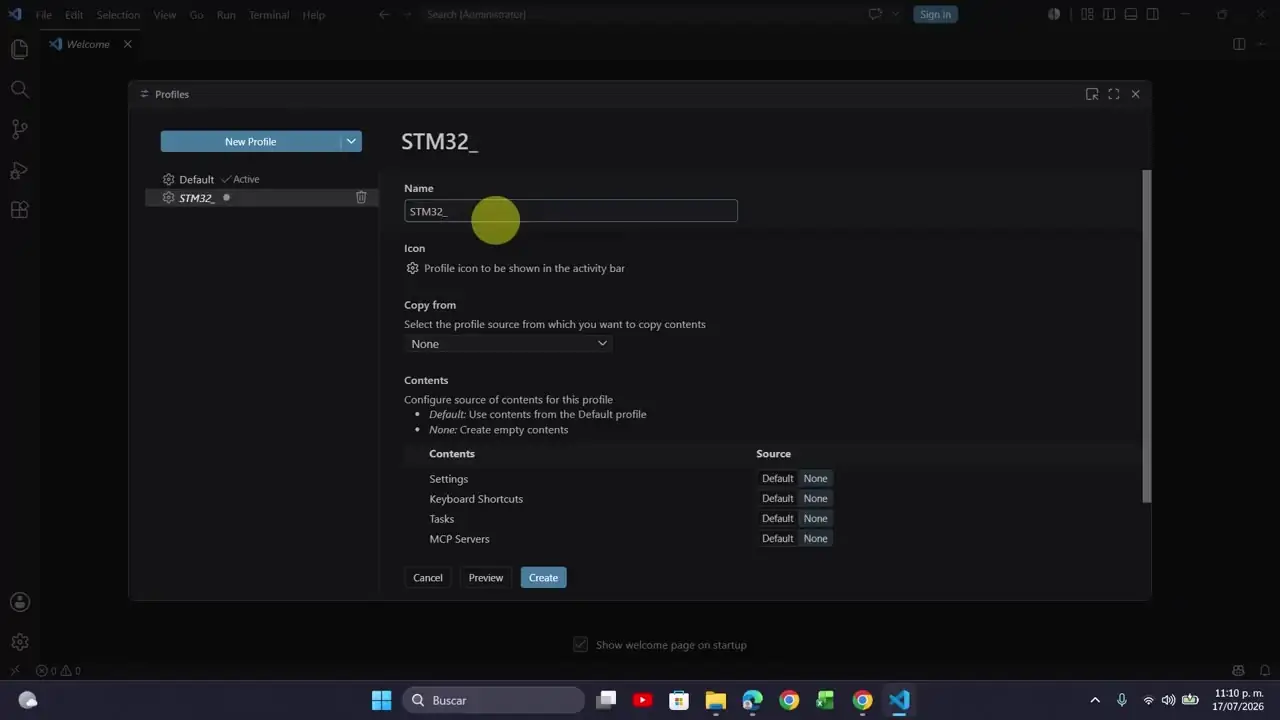 File Edit Selection View Go Run Terminal Help
Search (Administrator)
Sign in
Welcome
Profiles
New Profile
Default Active
STM32_
STM32_
Name
STM32_
Icon
Profile icon to be shown in the activity bar
Copy from
Select the profile source from which you want to copy contents
None
Contents
Configure source of contents for this profile
Default: Use contents from the Default profile
None: Create empty contents
Contents Source
Settings Default None
Keyboard Shortcuts Default None
Tasks Default None
MCP Servers Default None
Cancel Preview Create
Show welcome page on startup
0 0
Buscar
11:10 p. m.
17/07/2026